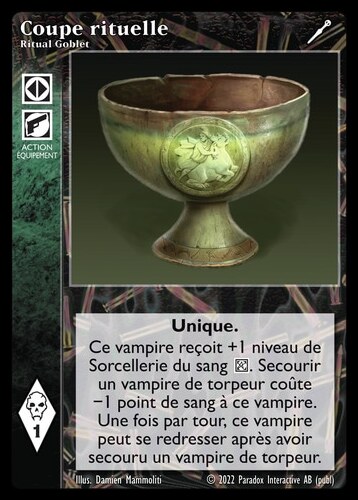 Coupe rituelle
Ritual Goblet
ACTION
ÉQUIPEMENT
Unique.
Ce vampire reçoit +1 niveau de
Sorcellerie du sang. Secourir
un vampire de torpeur coûte
−1 point de sang à ce vampire.
Une fois par tour, ce vampire
peut se redresser après avoir
secouru un vampire de torpeur.
1
Illus. Damien Mammoliti
© 2022 Paradox Interactive AB (publ)